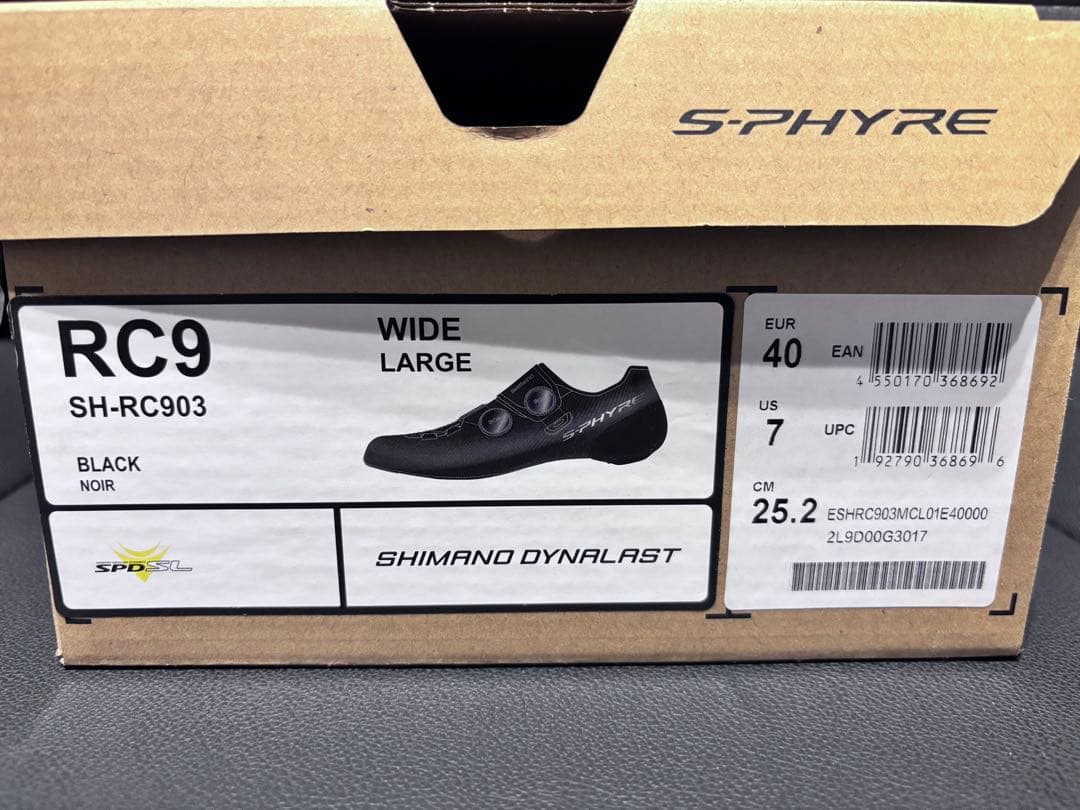 S-PHYRE
RC9
SH-RC903
BLACK
NOIR
WIDE
LARGE
SHIMANO
S-PHYRE
SPD-SL
SHIMANO DYNALAST
EUR
40
EAN
4 550170 368692
US
7
UPC
1 92790 36869 6
CM
25.2
ESHRC903MCL01E40000
2L9D00G3017